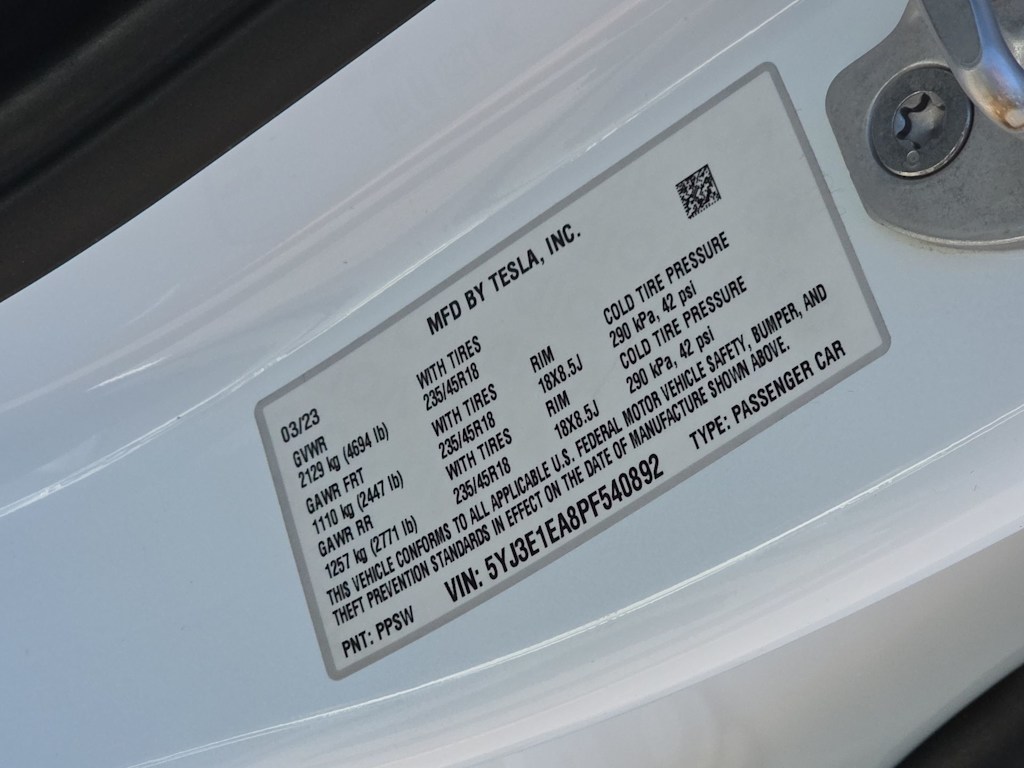 MFD BY TESLA, INC.
03/23
GVWR WITH TIRES
2129 kg (4694 lb) 235/45R18
GAWR FRT WITH TIRES RIM COLD TIRE PRESSURE
1110 kg (2447 lb) 235/45R18 18X8.5J 290 kPa, 42 psi
GAWR RR WITH TIRES RIM COLD TIRE PRESSURE
1257 kg (2771 lb) 235/45R18 18X8.5J 290 kPa, 42 psi
THIS VEHICLE CONFORMS TO ALL APPLICABLE U.S. FEDERAL MOTOR VEHICLE SAFETY, BUMPER, AND
THEFT PREVENTION STANDARDS IN EFFECT ON THE DATE OF MANUFACTURE SHOWN ABOVE.
VIN: 5YJ3E1EA8PF540892 TYPE: PASSENGER CAR
PNT: PPSW